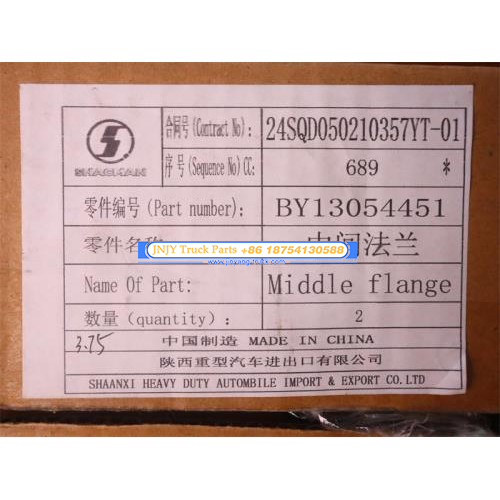 SHACMAN
合同号(Contract No): 24SQD050210357YT-01
序号(Sequence No)CC: 689 *
零件编号(Part number): BY13054451
零件名称 中间法兰
JNJY Truck Parts +86 18754130588
Name Of Part: Middle flange
数量(quantity): 2
3.75
中国制造 MADE IN CHINA
陕西重型汽车进出口有限公司
SHAANXI HEAVY DUTY AUTOMBILE IMPORT & EXPORT CO.LTD